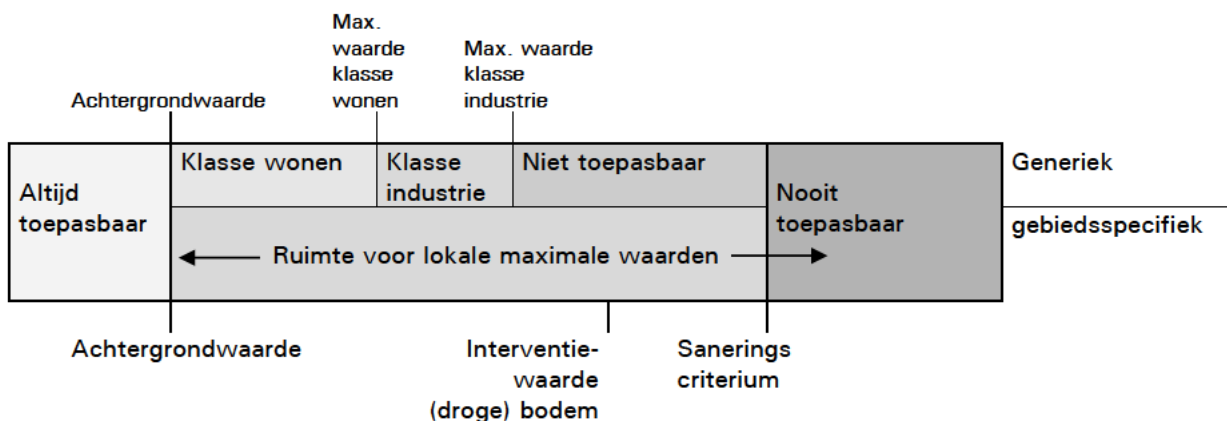 Max.
waarde
klasse
wonen
Max. waarde
klasse
industrie
Achtergrondwaarde
Klasse wonen
Klasse
industrie
Niet toepasbaar
Generiek
Altijd
toepasbaar
Nooit
toepasbaar
gebiedsspecifiek
Ruimte voor lokale maximale waarden
Achtergrondwaarde
Interventie-
waarde
(droge) bodem
Sanerings
criterium